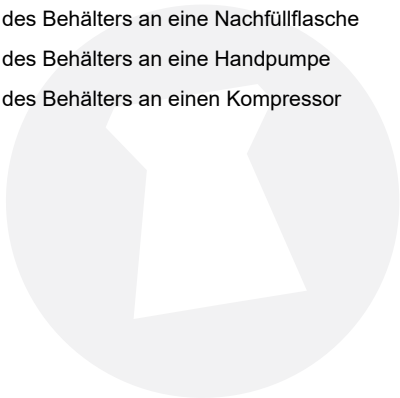 des Behälters an eine Nachfüllflasche
des Behälters an eine Handpumpe
des Behälters an einen Kompressor